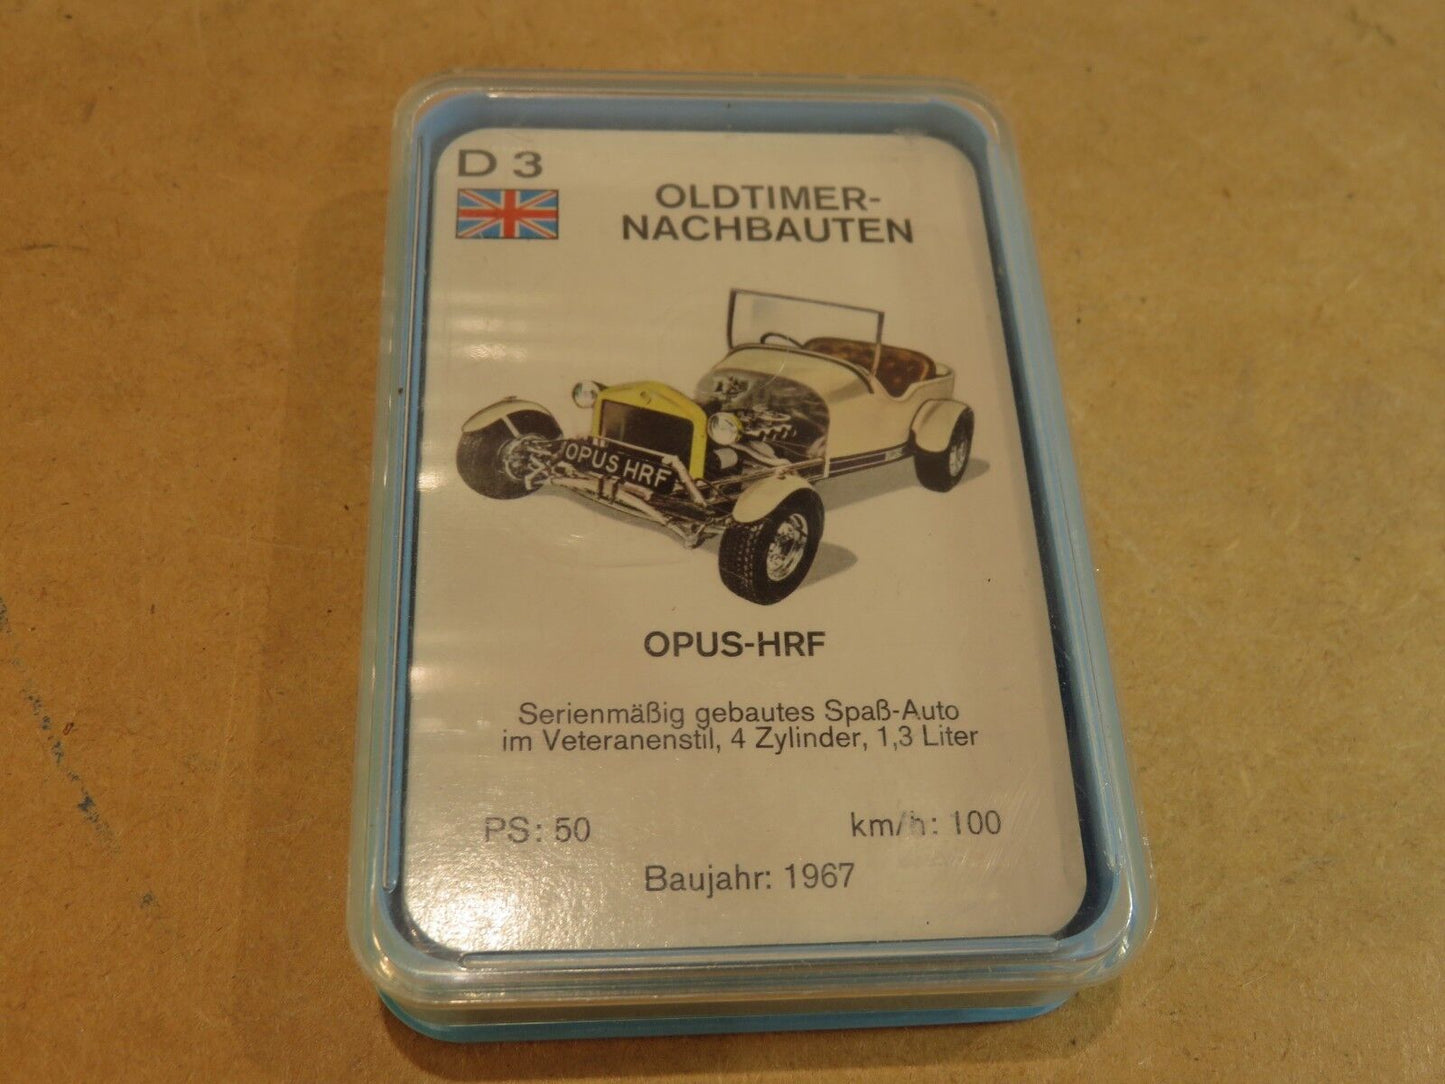 D 3
OLDTIMER-
NACHBAUTEN
OPUS HRF
OPUS-HRF
Serienmäßig gebautes Spaß-Auto
im Veteranenstil, 4 Zylinder, 1,3 Liter
PS: 50
km/h: 100
Baujahr: 1967